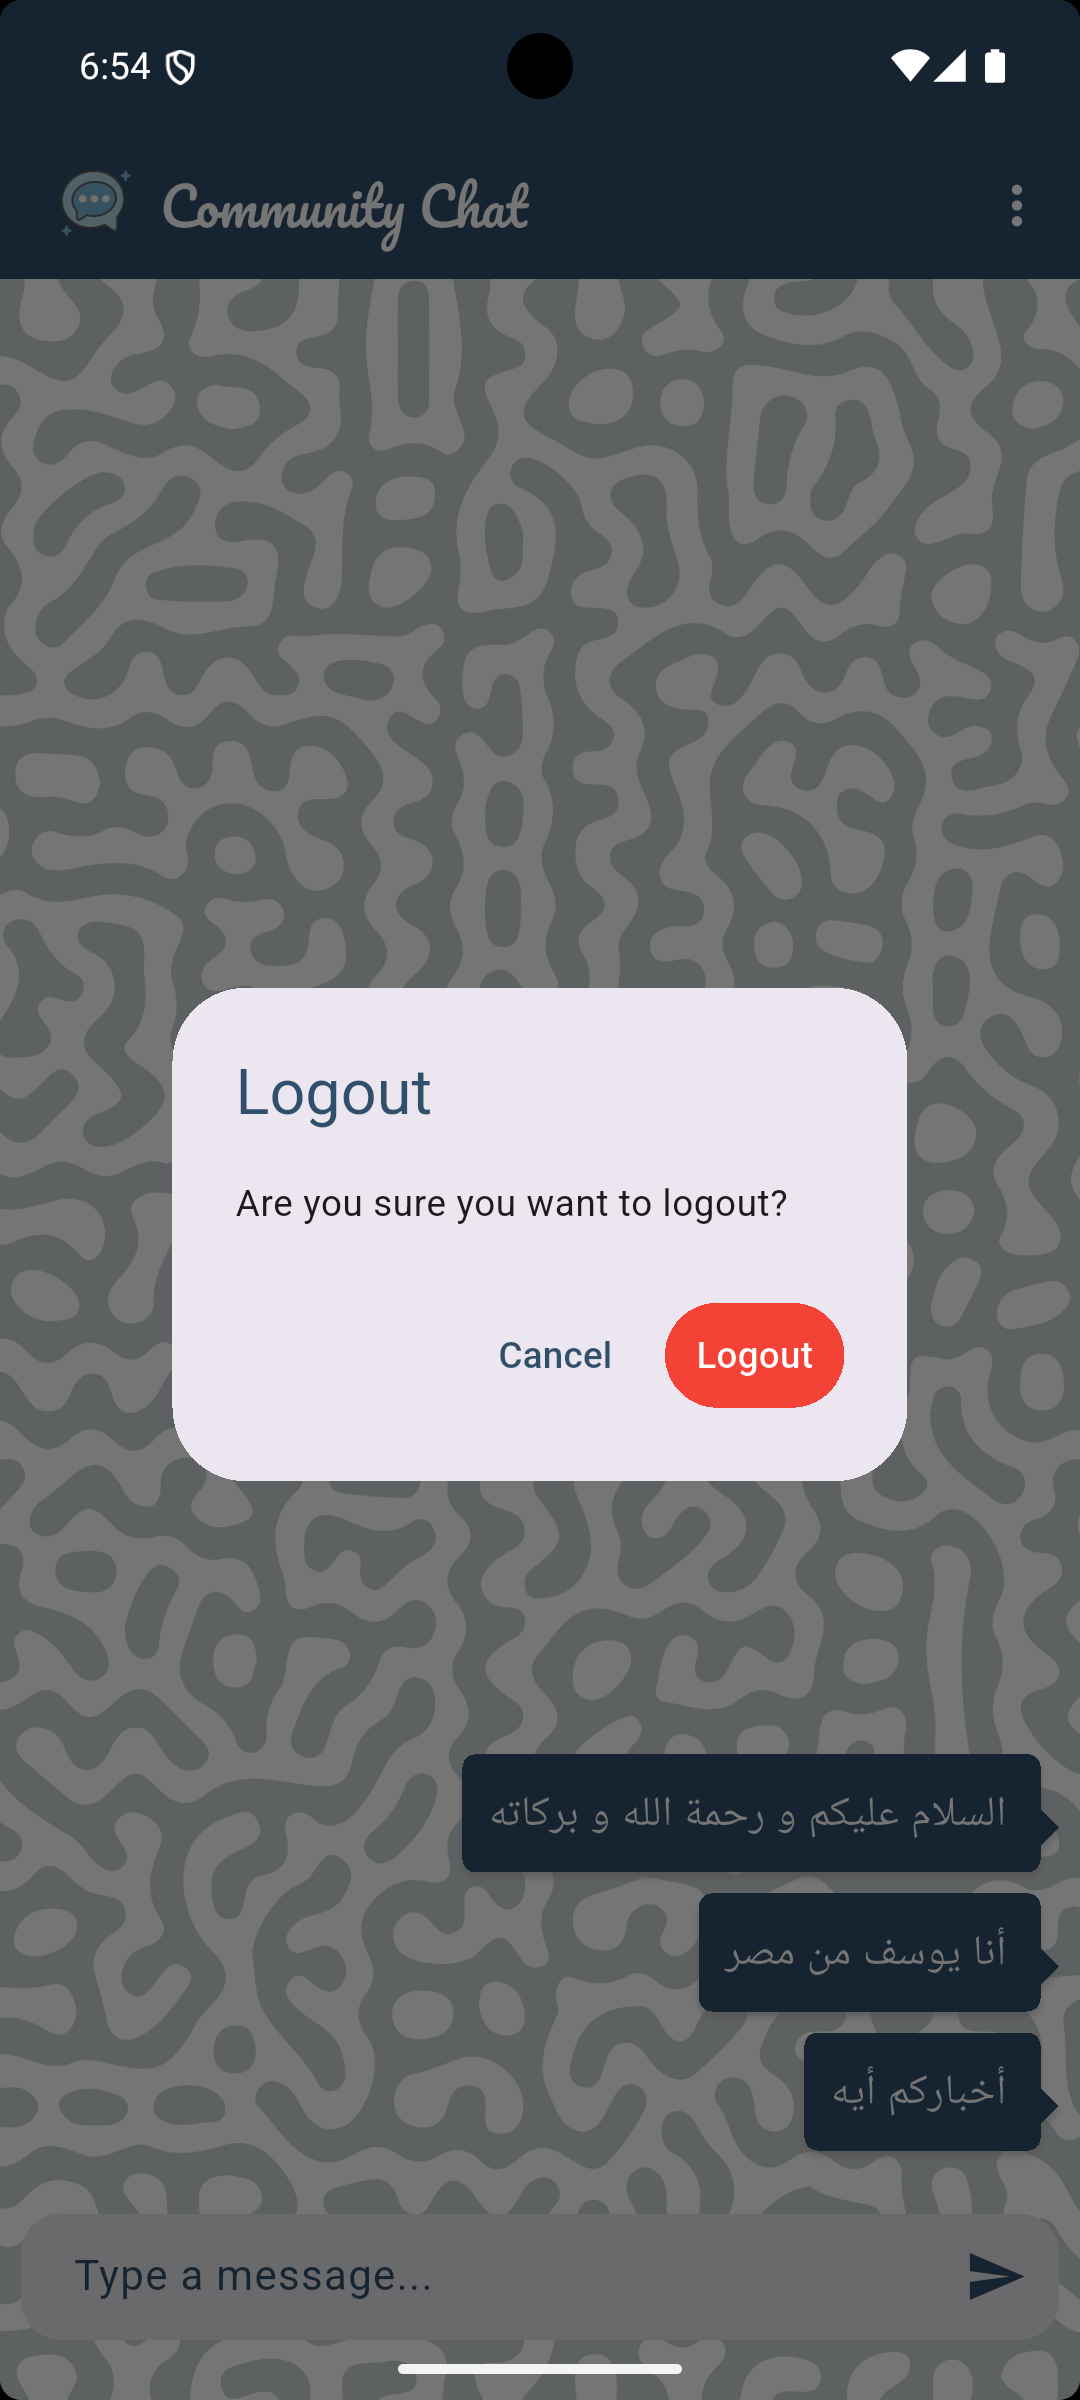 6:54
Community Chat
Logout
Are you sure you want to logout?
Cancel
Logout
السلام عليكم و رحمة الله و بركاته
أنا يوسف من مصر
أخباركم أيه
Type a message...